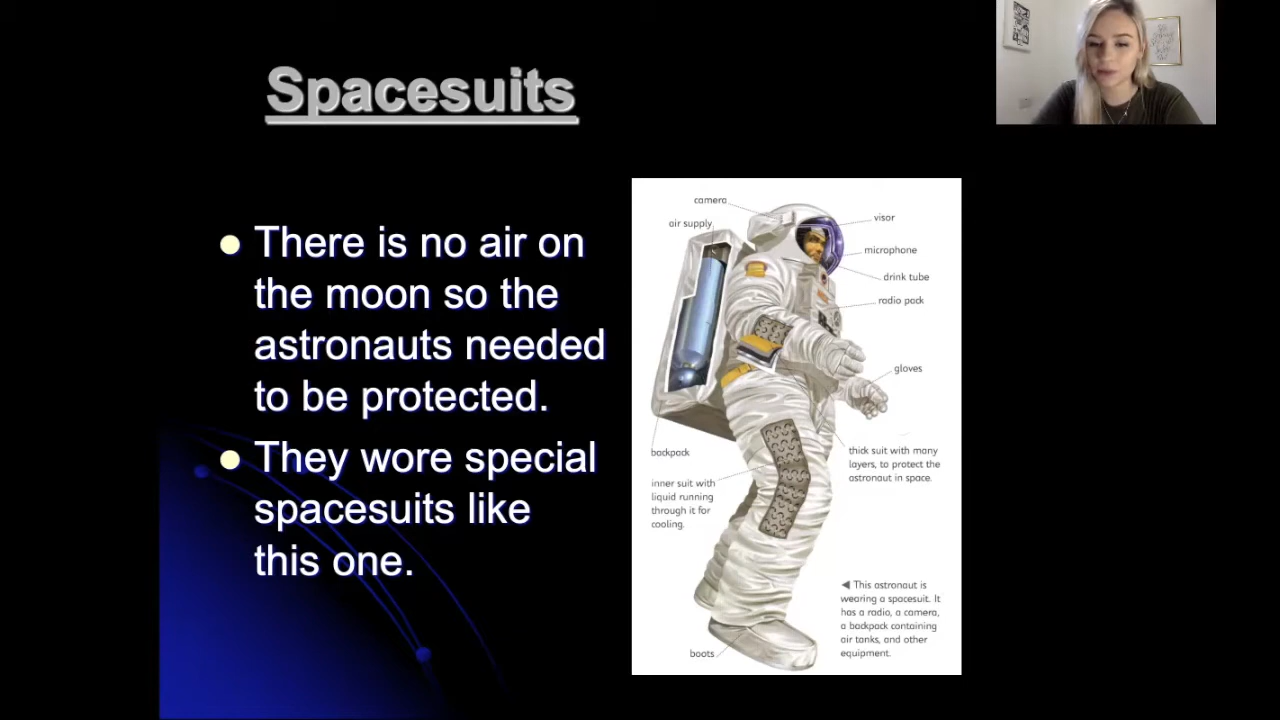 Spacesuits
There is no air on
the moon so the
astronauts needed
to be protected.
They wore special
spacesuits like
this one.
camera
air supply
visor
microphone
drink tube
radio pack
gloves
backpack
thick suit with many
layers, to protect the
astronaut in space.
inner suit with
liquid running
through it for
cooling.
◀ This astronaut is
wearing a spacesuit. It
has a radio, a camera,
a backpack containing
air tanks, and other
equipment.
boots